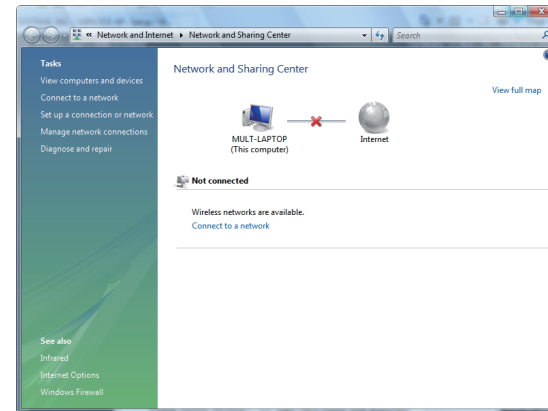 « Network and Internet ▸ Network and Sharing Center
Search
Tasks
View computers and devices
Connect to a network
Set up a connection or network
Manage network connections
Diagnose and repair
See also
Infrared
Internet Options
Windows Firewall
Network and Sharing Center
View full map
MULT-LAPTOP
(This computer)
Internet
Not connected
Wireless networks are available.
Connect to a network